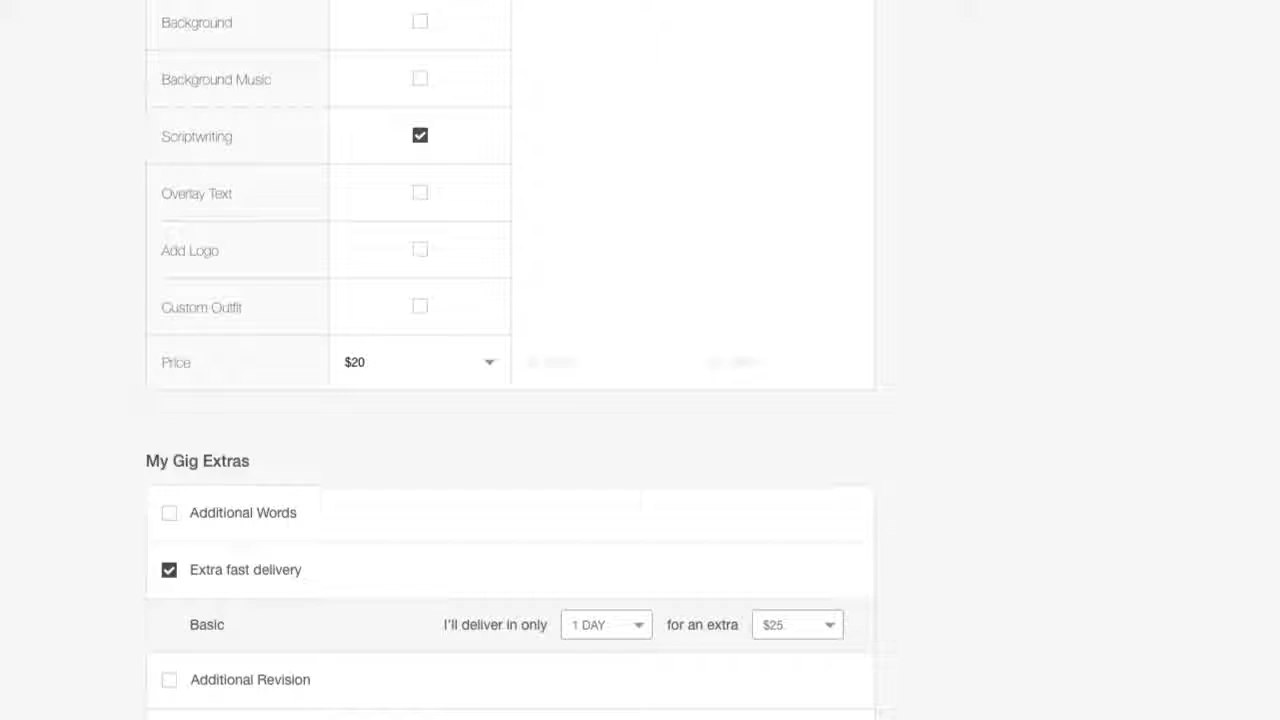 Background
Background Music
Scriptwriting
Overlay Text
Add Logo
Custom Outfit
Price $20
My Gig Extras
Additional Words
Extra fast delivery
Basic I'll deliver in only 1 DAY for an extra $25
Additional Revision